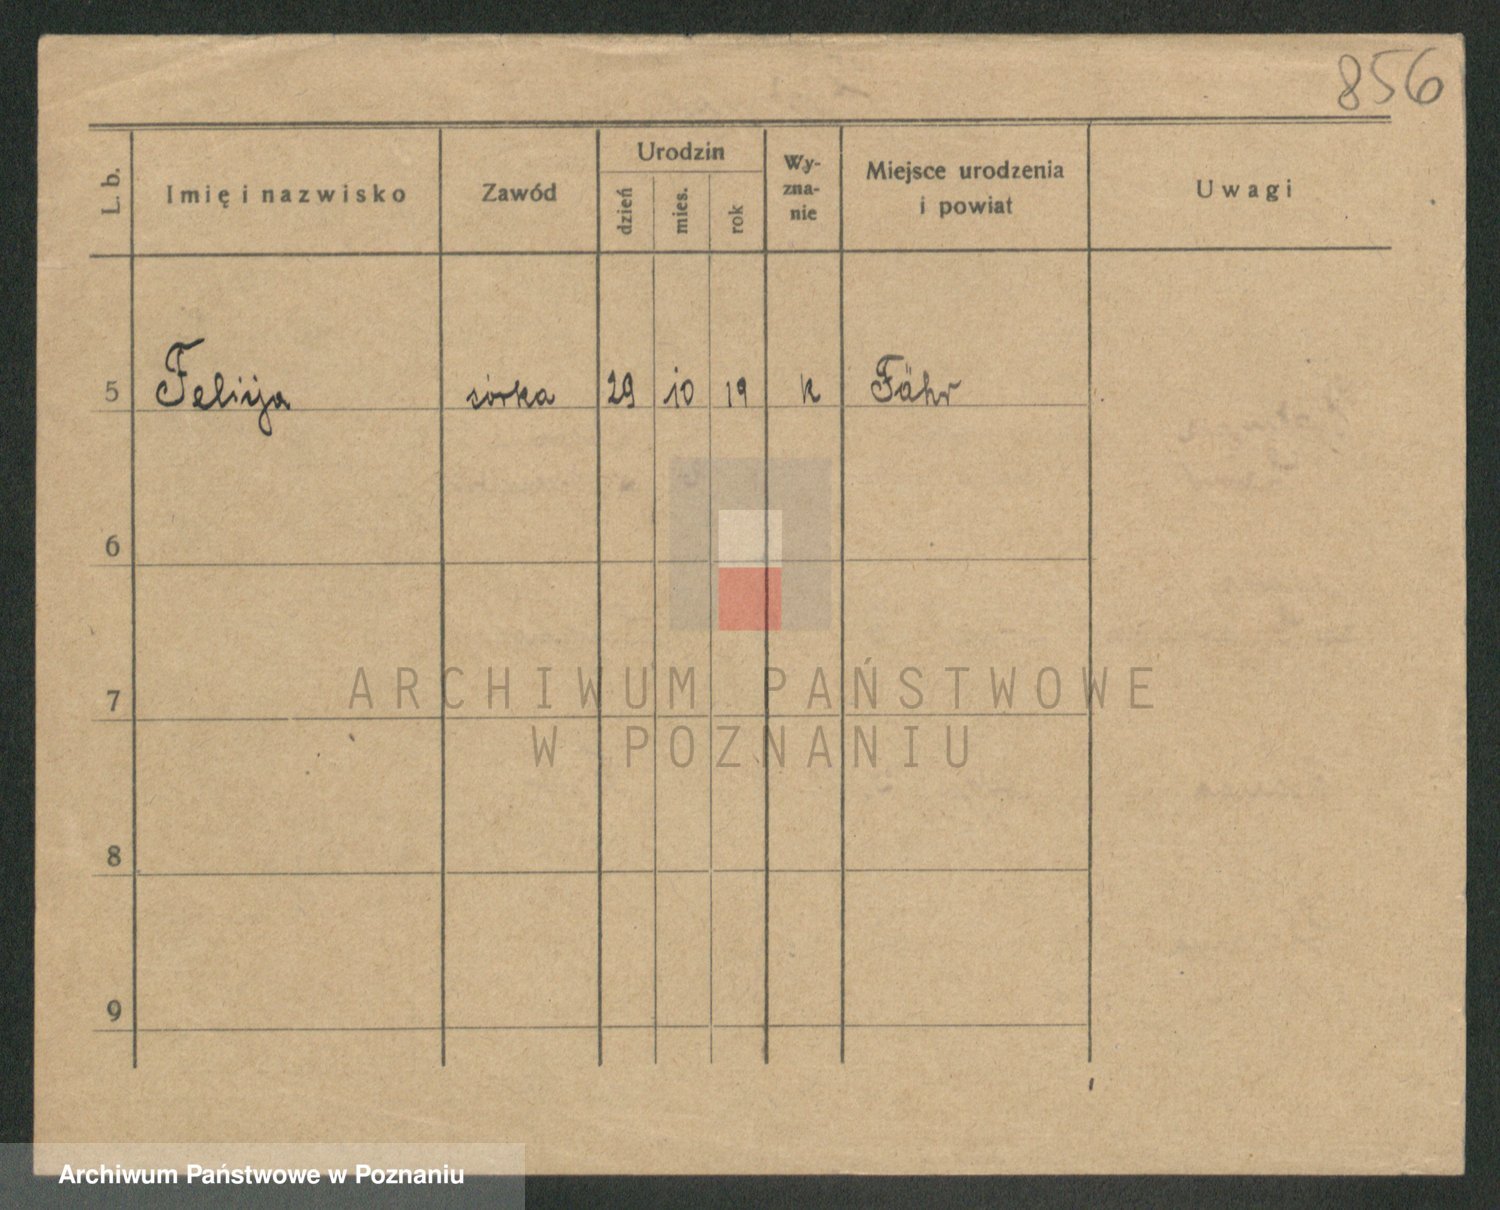 856
L. b.
Imię i nazwisko
Zawód
Urodzin
dzień
mies.
rok
Wy-
zna-
nie
Miejsce urodzenia
i powiat
Uwagi
5 Felicja córka 29 10 19 k Fähr
6
7
8
9
ARCHIWUM PAŃSTWOWE
W POZNANIU
Archiwum Państwowe w Poznaniu